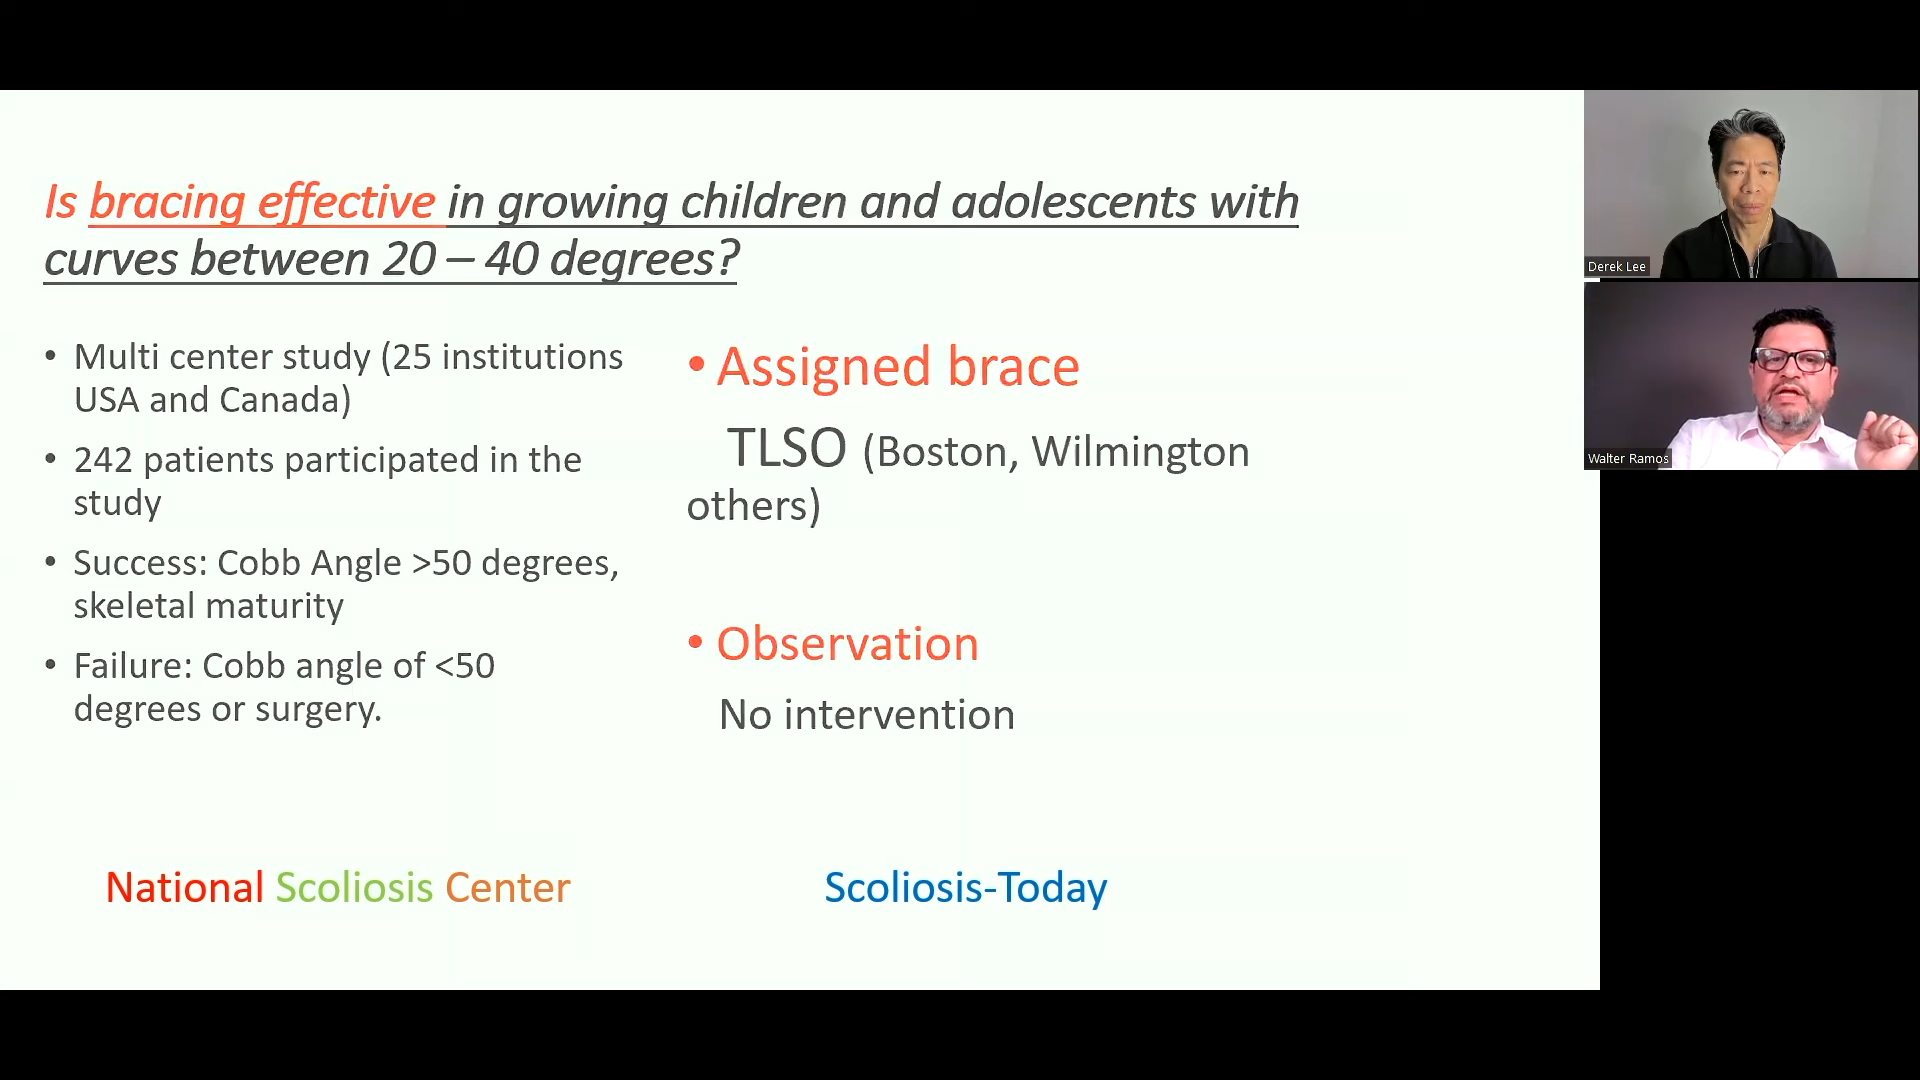 Is bracing effective in growing children and adolescents with
curves between 20 – 40 degrees?
• Multi center study (25 institutions
USA and Canada)
• 242 patients participated in the
study
• Success: Cobb Angle >50 degrees,
skeletal maturity
• Failure: Cobb angle of <50
degrees or surgery.
• Assigned brace
TLSO (Boston, Wilmington
others)
• Observation
No intervention
National Scoliosis Center
Scoliosis-Today
Derek Lee
Walter Ramos